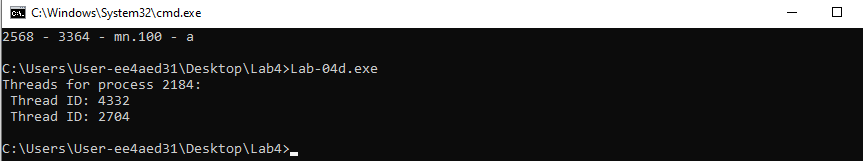 C:\Windows\System32\cmd.exe
2568 - 3364 - mn.100 - a
C:\Users\User-ee4aed31\Desktop\Lab4>Lab-04d.exe
Threads for process 2184:
Thread ID: 4332
Thread ID: 2704
C:\Users\User-ee4aed31\Desktop\Lab4>